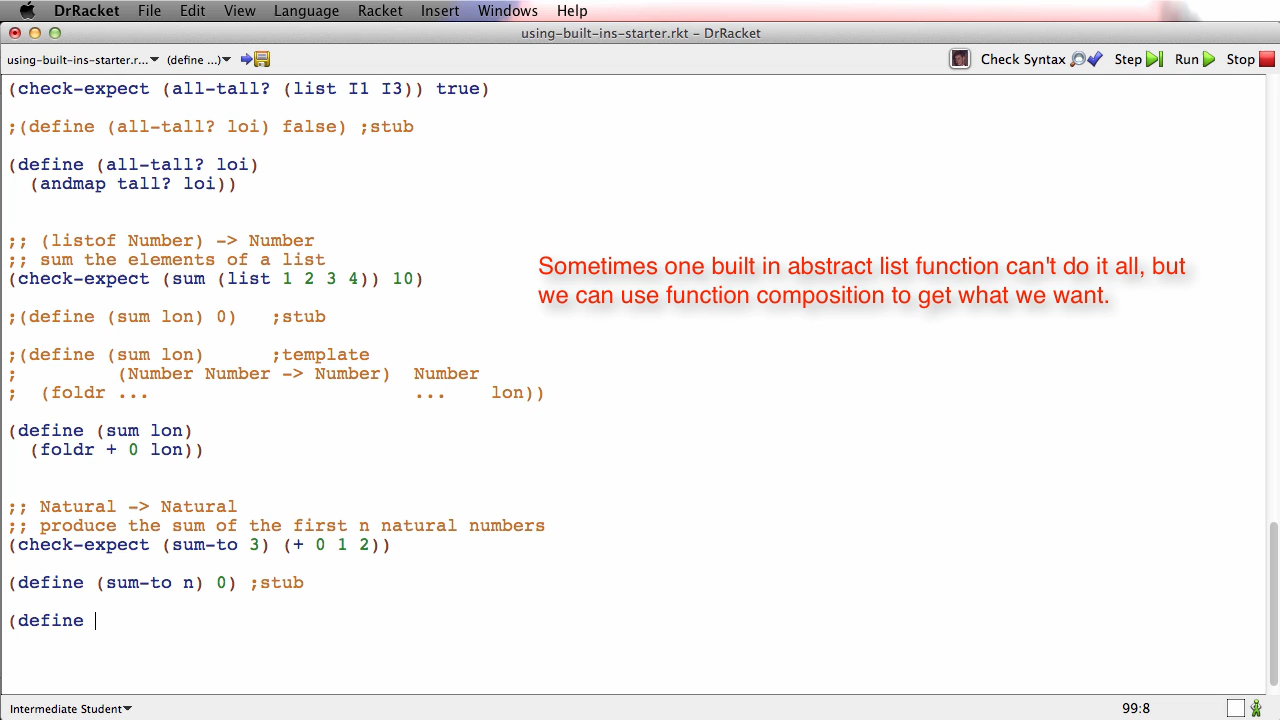 DrRacket File Edit View Language Racket Insert Windows Help
using-built-ins-starter.rkt – DrRacket
using-built-ins-starter.r... (define ...) Check Syntax Step Run Stop
(check-expect (all-tall? (list I1 I3)) true)
;(define (all-tall? loi) false) ;stub
(define (all-tall? loi)
(andmap tall? loi))
;; (listof Number) -> Number
;; sum the elements of a list
(check-expect (sum (list 1 2 3 4)) 10)
Sometimes one built in abstract list function can't do it all, but
we can use function composition to get what we want.
;(define (sum lon) 0) ;stub
;(define (sum lon) ;template
; (Number Number -> Number) Number
; (foldr ... ... lon))
(define (sum lon)
(foldr + 0 lon))
;; Natural -> Natural
;; produce the sum of the first n natural numbers
(check-expect (sum-to 3) (+ 0 1 2))
(define (sum-to n) 0) ;stub
(define
Intermediate Student 99:8